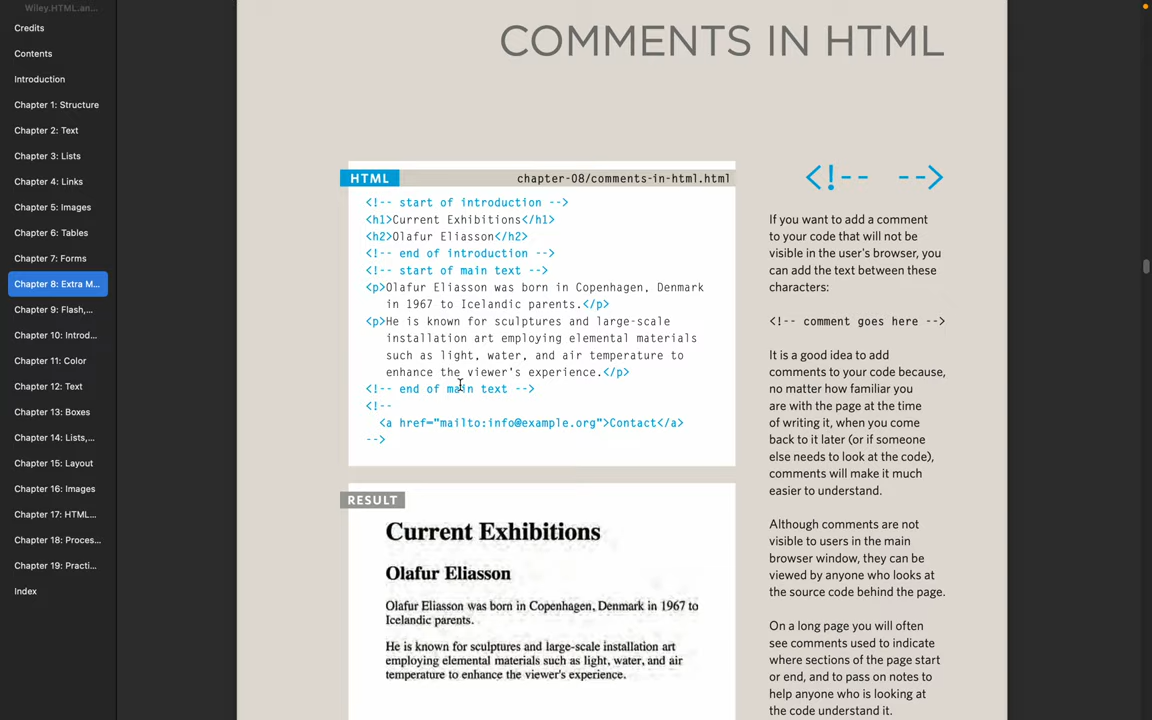 Wiley.HTML.an...
Credits
Contents
Introduction
Chapter 1: Structure
Chapter 2: Text
Chapter 3: Lists
Chapter 4: Links
Chapter 5: Images
Chapter 6: Tables
Chapter 7: Forms
Chapter 8: Extra M...
Chapter 9: Flash,...
Chapter 10: Introd...
Chapter 11: Color
Chapter 12: Text
Chapter 13: Boxes
Chapter 14: Lists,...
Chapter 15: Layout
Chapter 16: Images
Chapter 17: HTML...
Chapter 18: Proces...
Chapter 19: Practi...
Index
COMMENTS IN HTML
HTML
chapter-08/comments-in-html.html
<!-- start of introduction -->
<h1>Current Exhibitions</h1>
<h2>Olafur Eliasson</h2>
<!-- end of introduction -->
<!-- start of main text -->
<p>Olafur Eliasson was born in Copenhagen, Denmark
in 1967 to Icelandic parents.</p>
<p>He is known for sculptures and large-scale
installation art employing elemental materials
such as light, water, and air temperature to
enhance the viewer's experience.</p>
<!-- end of main text -->
<!--
<a href="mailto:info@example.org">Contact</a>
-->
RESULT
Current Exhibitions
Olafur Eliasson
Olafur Eliasson was born in Copenhagen, Denmark in 1967 to
Icelandic parents.
He is known for sculptures and large-scale installation art
employing elemental materials such as light, water, and air
temperature to enhance the viewer's experience.
<!-- -->
If you want to add a comment
to your code that will not be
visible in the user's browser, you
can add the text between these
characters:
<!-- comment goes here -->
It is a good idea to add
comments to your code because,
no matter how familiar you
are with the page at the time
of writing it, when you come
back to it later (or if someone
else needs to look at the code),
comments will make it much
easier to understand.
Although comments are not
visible to users in the main
browser window, they can be
viewed by anyone who looks at
the source code behind the page.
On a long page you will often
see comments used to indicate
where sections of the page start
or end, and to pass on notes to
help anyone who is looking at
the code understand it.